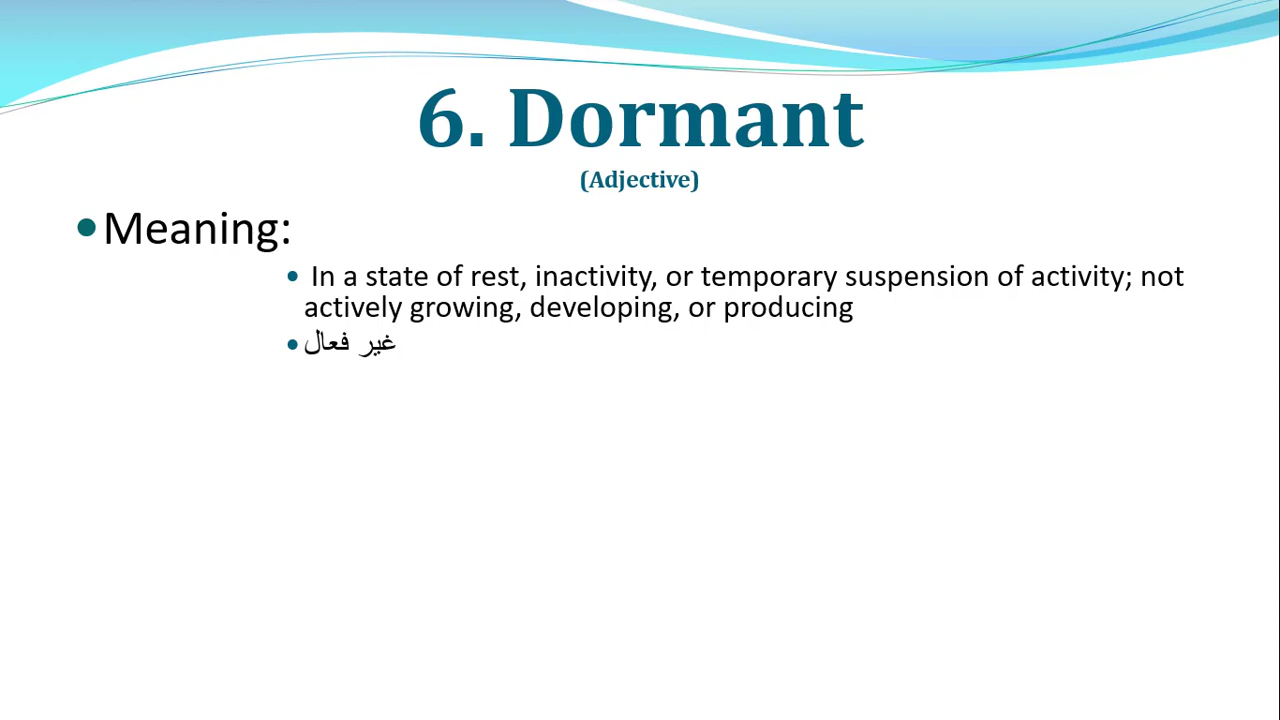 6. Dormant
(Adjective)
•Meaning:
• In a state of rest, inactivity, or temporary suspension of activity; not
actively growing, developing, or producing
•غیر فعال